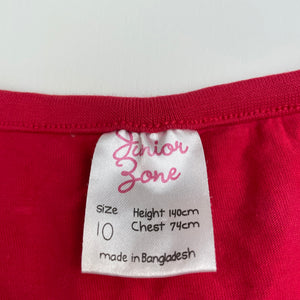 Junior
Zone
Size Height 140cm
10 Chest 74cm
made in Bangladesh